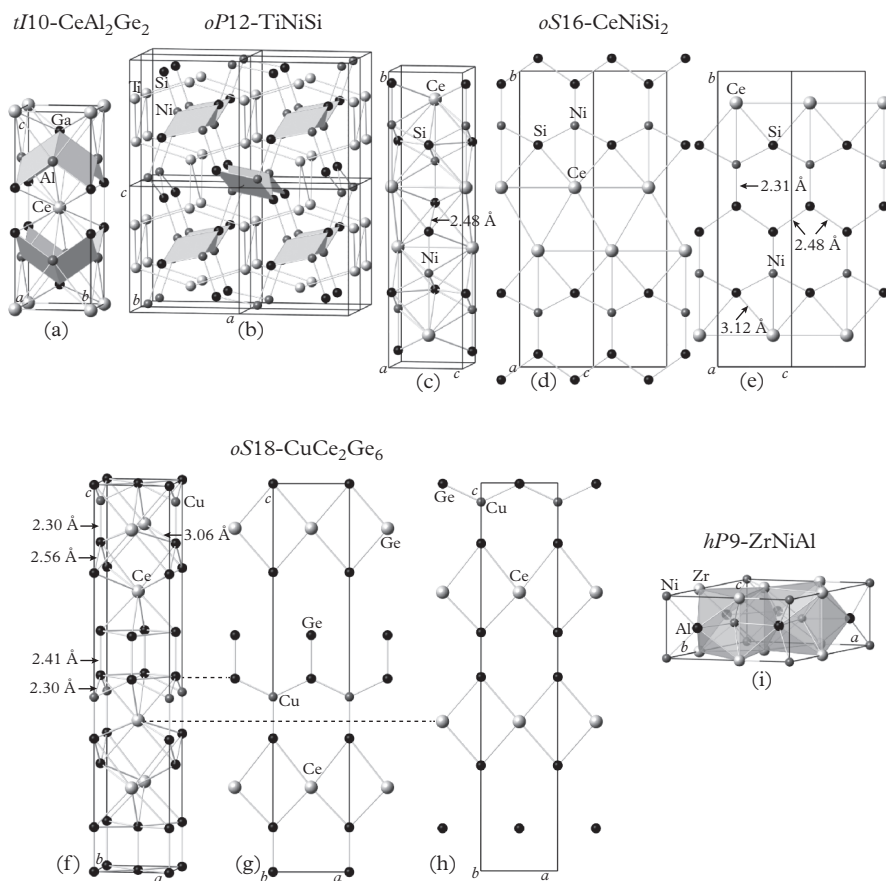 tI10-CeAl2Ge2
oP12-TiNiSi
oS16-CeNiSi2
c
Ga
Al
Ce
a
b
(a)
Ti
Si
Ni
c
b
a
(b)
b
Ce
Si
2.48 Å
Ni
a
c
(c)
b
Ni
Si
Ce
a
c
(d)
b
Ce
Si
2.31 Å
2.48 Å
Ni
3.12 Å
a
c
(e)
oS18-CuCe2Ge6
c
Cu
2.30 Å
3.06 Å
2.56 Å
Ce
2.41 Å
2.30 Å
b
a
(f)
c
Ge
Ge
Cu
Ce
b
a
(g)
Ge
c
Cu
Ce
b
a
(h)
hP9-ZrNiAl
Ni
Zr
c
Al
b
a
(i)